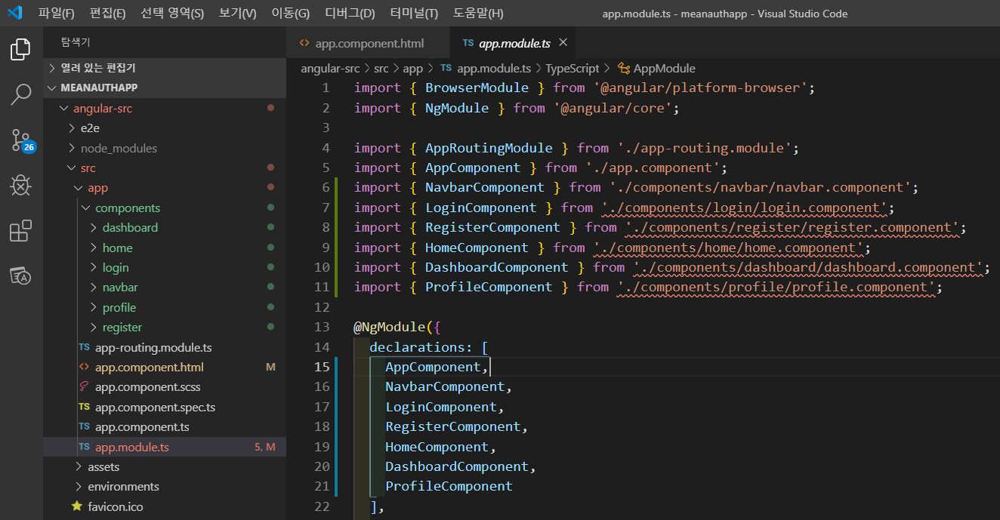 파일(F) 편집(E) 선택 영역(S) 보기(V) 이동(G) 디버그(D) 터미널(T) 도움말(H) app.module.ts - meanauthapp - Visual Studio Code
탐색기
열려 있는 편집기
MEANAUTHAPP
angular-src
e2e
node_modules
src
app
components
dashboard
home
login
navbar
profile
register
TS app-routing.module.ts
<> app.component.html M
app.component.scss
TS app.component.spec.ts
TS app.component.ts
TS app.module.ts 5, M
assets
environments
favicon.ico
26
<> app.component.html TS app.module.ts ×
angular-src > src > app > TS app.module.ts > TypeScript > AppModule
1 import { BrowserModule } from '@angular/platform-browser';
2 import { NgModule } from '@angular/core';
3
4 import { AppRoutingModule } from './app-routing.module';
5 import { AppComponent } from './app.component';
6 import { NavbarComponent } from './components/navbar/navbar.component';
7 import { LoginComponent } from './components/login/login.component';
8 import { RegisterComponent } from './components/register/register.component';
9 import { HomeComponent } from './components/home/home.component';
10 import { DashboardComponent } from './components/dashboard/dashboard.component';
11 import { ProfileComponent } from './components/profile/profile.component';
12
13 @NgModule({
14 declarations: [
15 AppComponent,
16 NavbarComponent,
17 LoginComponent,
18 RegisterComponent,
19 HomeComponent,
20 DashboardComponent,
21 ProfileComponent
22 ],